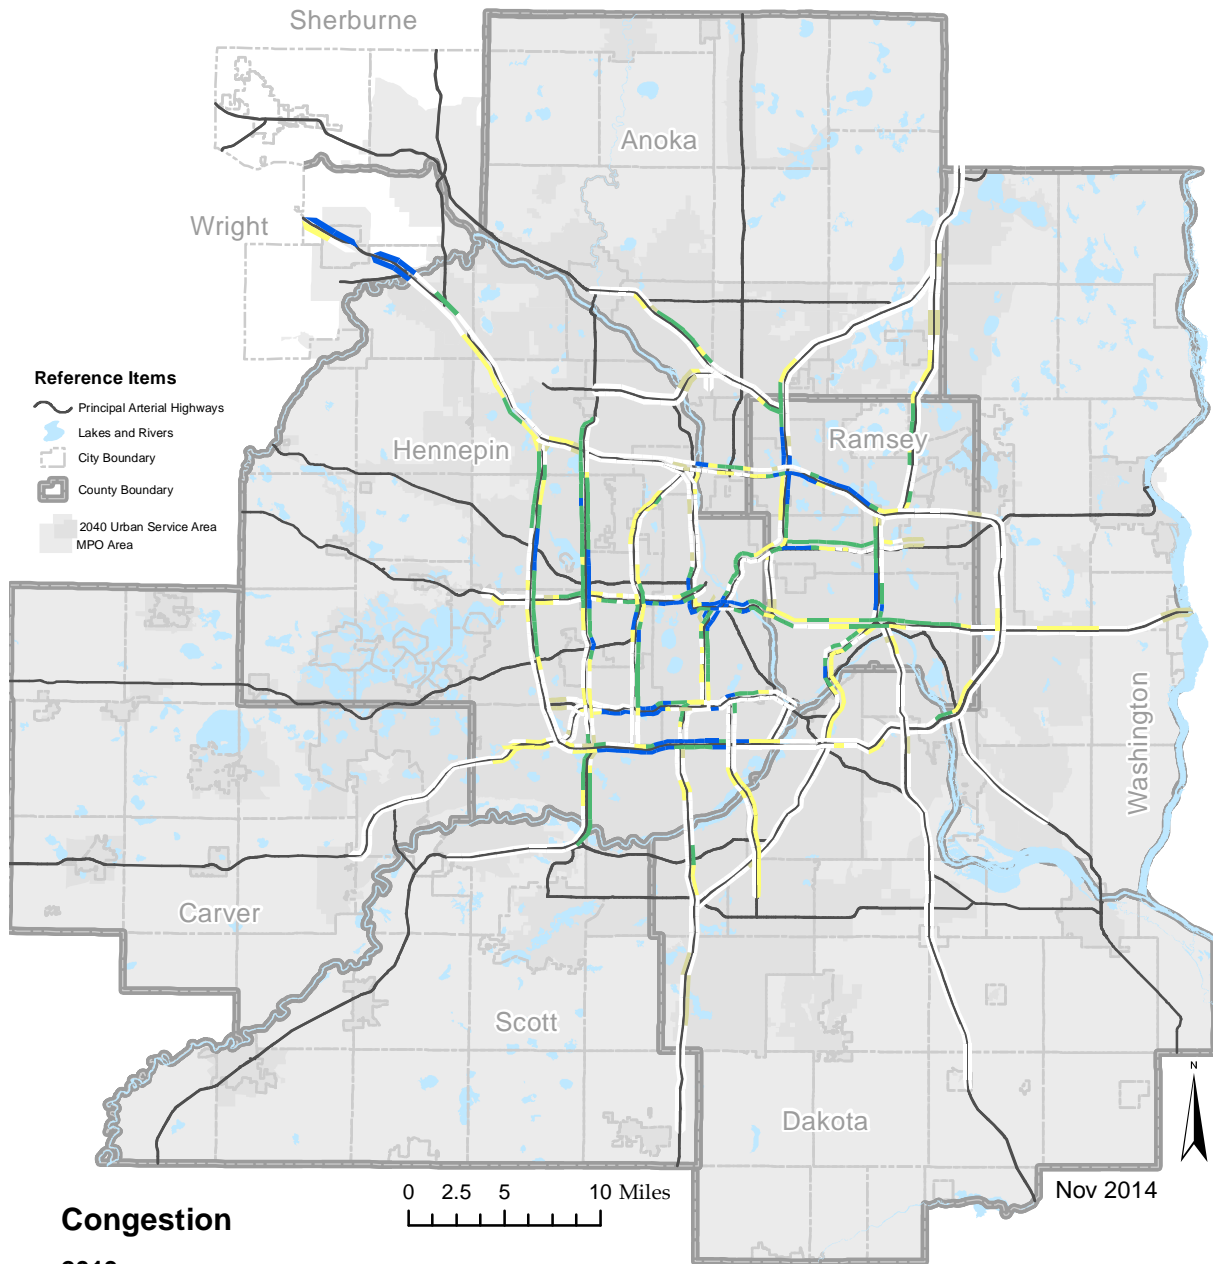 Sherburne
Anoka
Wright
Reference Items
Principal Arterial Highways
Lakes and Rivers
City Boundary
County Boundary
2040 Urban Service Area
MPO Area
Hennepin
Ramsey
Washington
Carver
Scott
Dakota
N
0 2.5 5 10 Miles
Nov 2014
Congestion